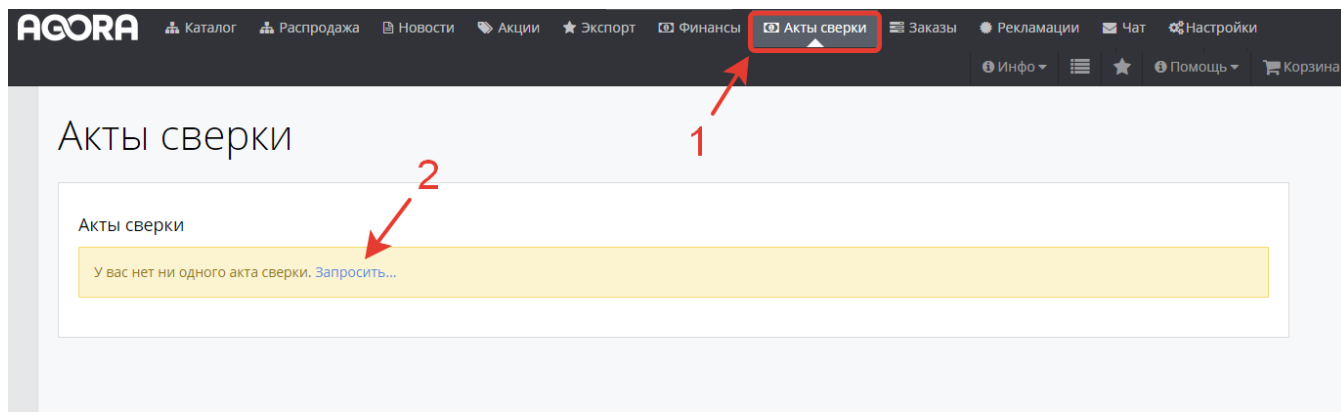 AGORA Каталог Распродажа Новости Акции Экспорт Финансы Акты сверки Заказы Рекламации Чат Настройки
Инфо Помощь Корзина
1
Акты сверки
2
Акты сверки
У вас нет ни одного акта сверки. Запросить...